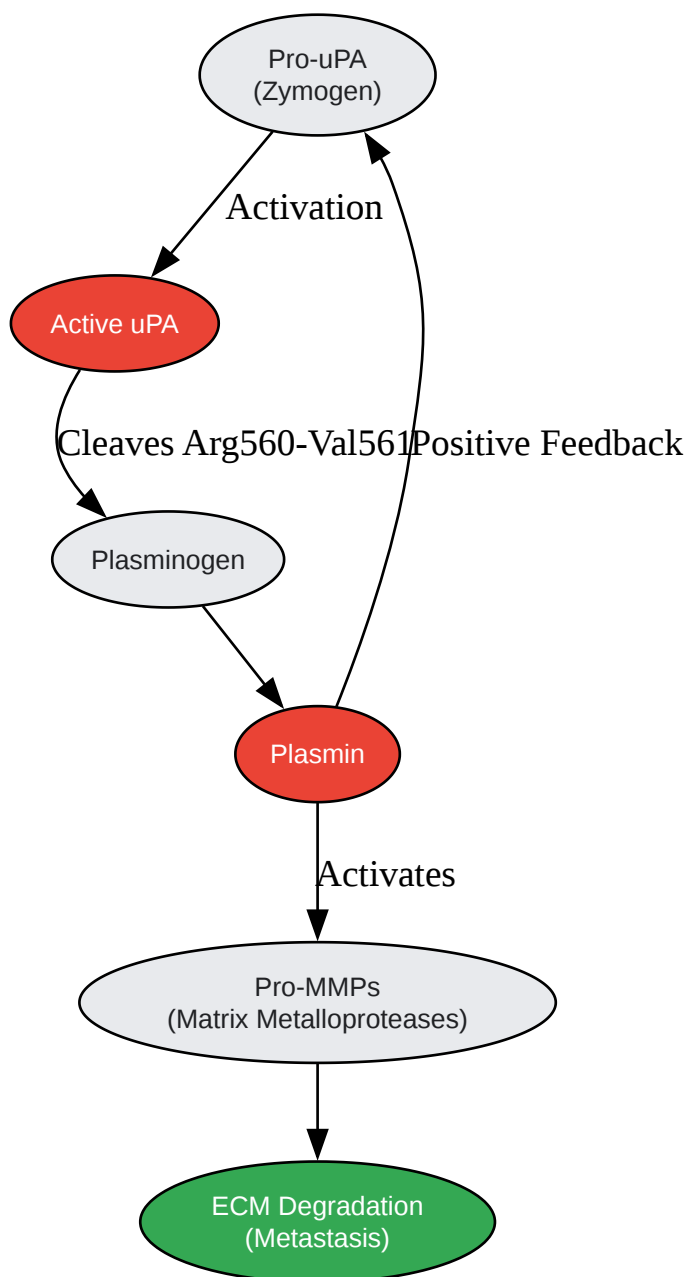 Pro-uPA
(Zymogen)
Activation
Active uPA
Cleaves Arg560-Val561
Positive Feedback
Plasminogen
Plasmin
Activates
Pro-MMPs
(Matrix Metalloproteases)
ECM Degradation
(Metastasis)